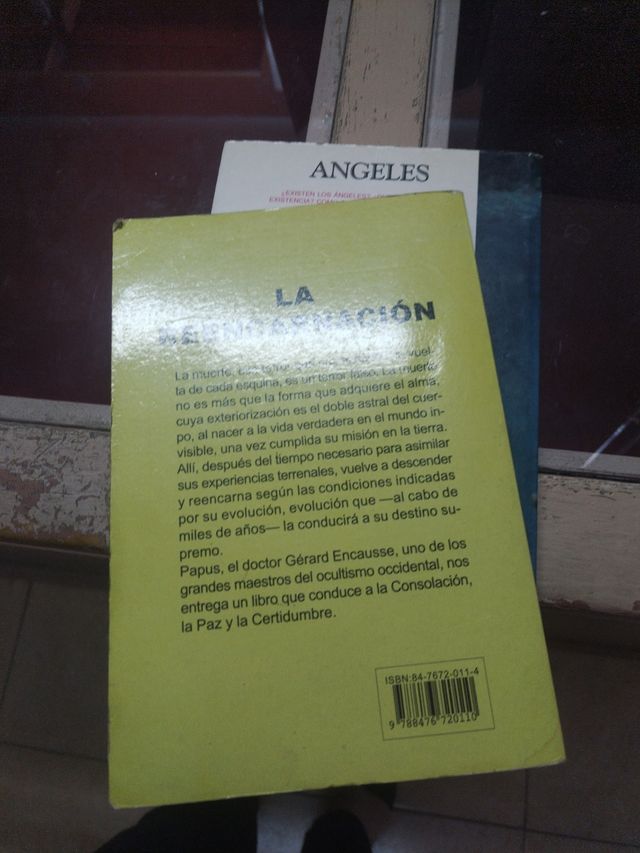 ANGELES
¿EXISTEN LOS ÁNGELES?
EXISTENCIA?
LA
REENCARNACIÓN
La muerte, vuel-
ta de cada esquina, es un terror falso. La muerte
no es más que la forma que adquiere el alma,
cuya exteriorización es el doble astral del cuer-
po, al nacer a la vida verdadera en el mundo in-
visible, una vez cumplida su misión en la tierra.
Allí, después del tiempo necesario para asimilar
sus experiencias terrenales, vuelve a descender
y reencarna según las condiciones indicadas
por su evolución, evolución que —al cabo de
miles de años— la conducirá a su destino su-
premo.
Papus, el doctor Gérard Encausse, uno de los
grandes maestros del ocultismo occidental, nos
entrega un libro que conduce a la Consolación,
la Paz y la Certidumbre.
ISBN:84-7672-011-4
9 788476 720110